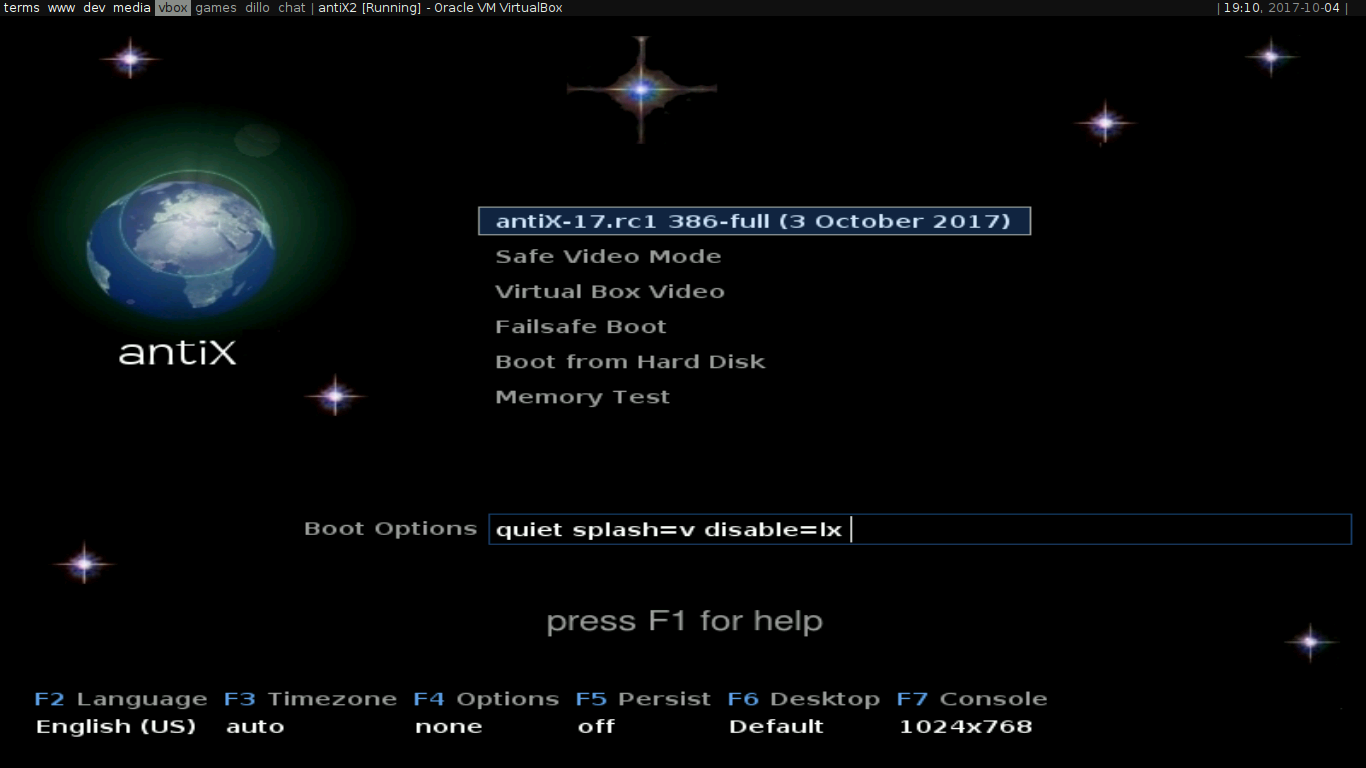 terms www dev media vbox games dillo chat | antiX2 [Running] - Oracle VM VirtualBox | 19:10, 2017-10-04 |
antiX-17.rc1 386-full (3 October 2017)
Safe Video Mode
Virtual Box Video
Failsafe Boot
antiX
Boot from Hard Disk
Memory Test
Boot Options quiet splash=v disable=lx
press F1 for help
F2 Language F3 Timezone F4 Options F5 Persist F6 Desktop F7 Console
English (US) auto none off Default 1024x768